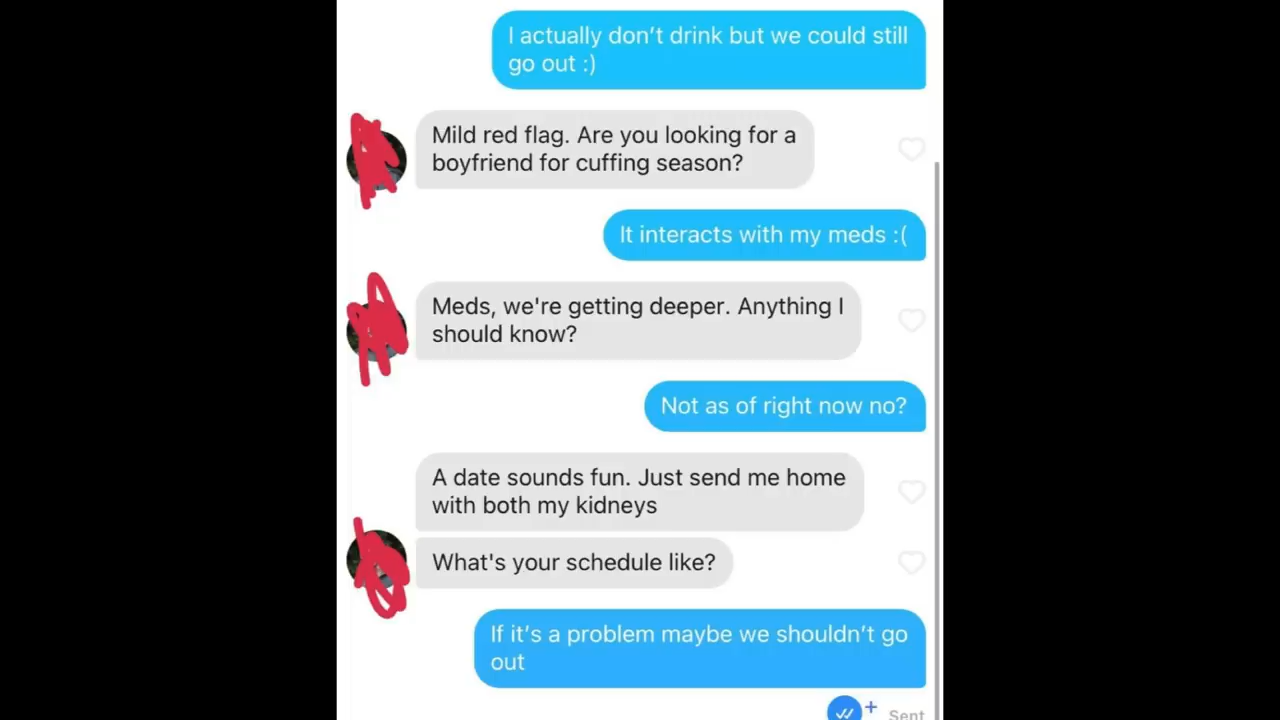 I actually don’t drink but we could still
go out :)
Mild red flag. Are you looking for a
boyfriend for cuffing season?
It interacts with my meds :(
Meds, we're getting deeper. Anything I
should know?
Not as of right now no?
A date sounds fun. Just send me home
with both my kidneys
What's your schedule like?
If it’s a problem maybe we shouldn’t go
out
Sent